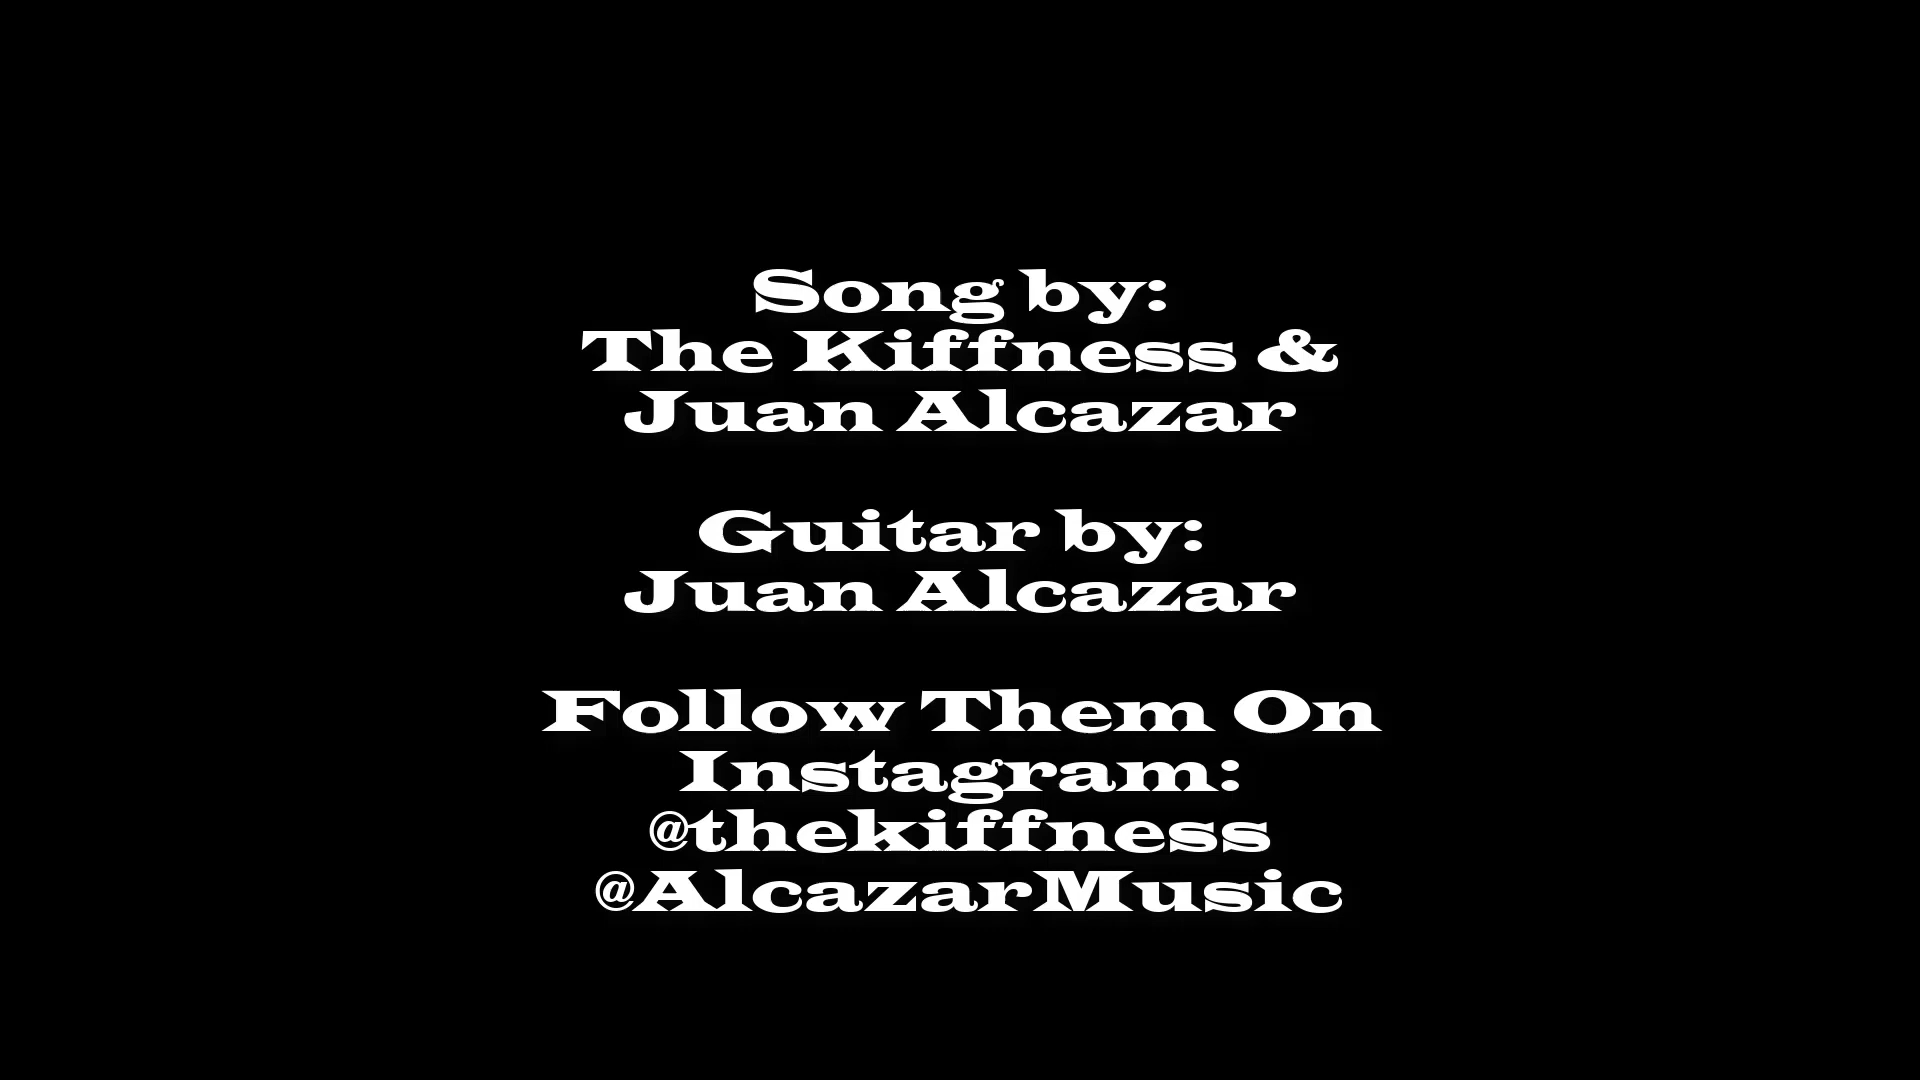 Song by:
The Kiffness &
Juan Alcazar
Guitar by:
Juan Alcazar
Follow Them On
Instagram:
@thekiffness
@AlcazarMusic